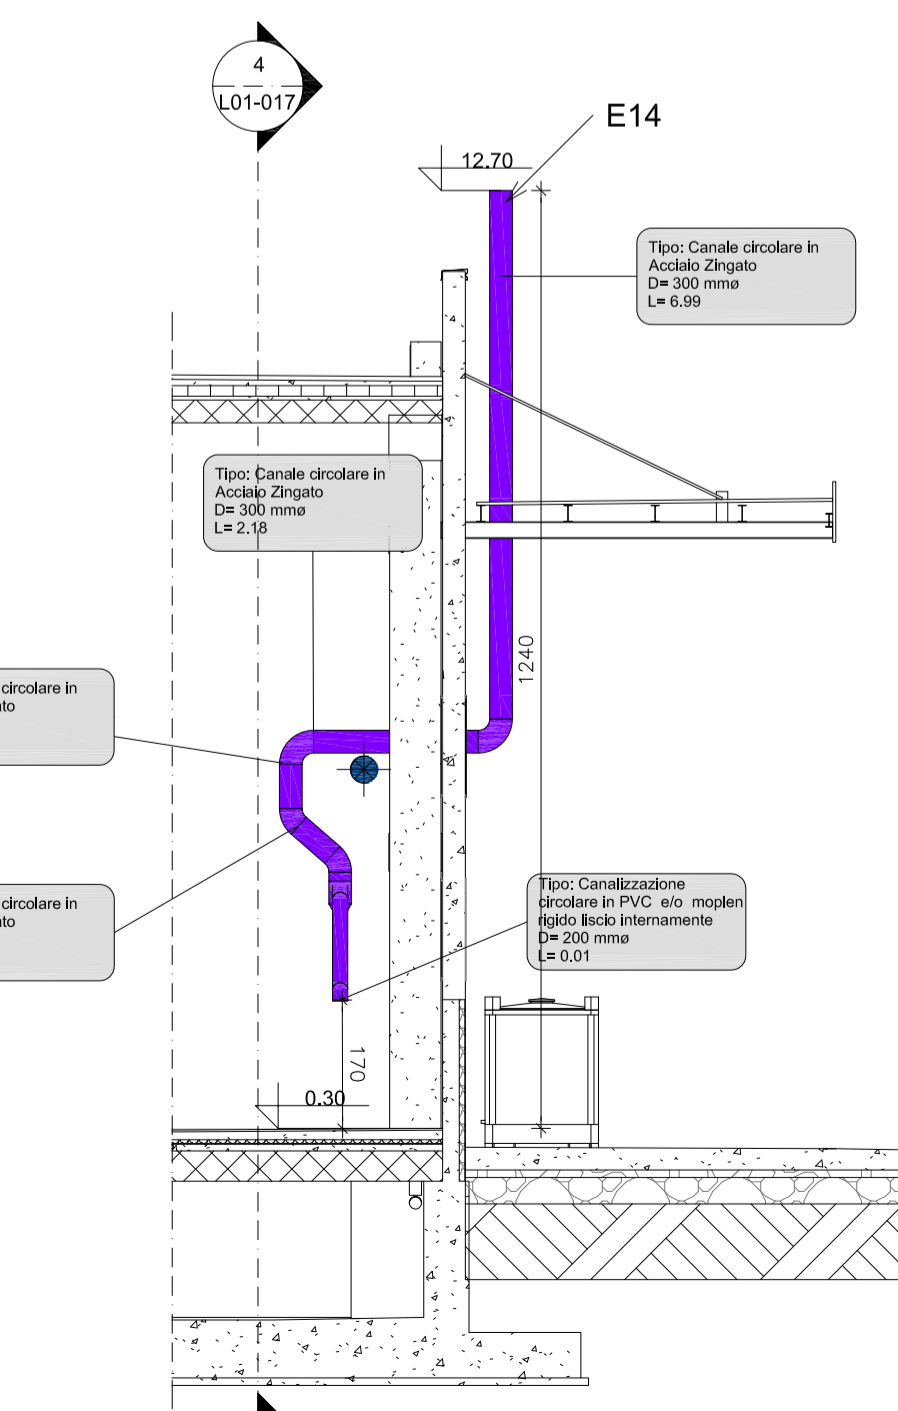 4
L01-017
E14
12.70
Tipo: Canale circolare in
Acciaio Zingato
D= 300 mmø
L= 6.99
Tipo: Canale circolare in
Acciaio Zingato
D= 300 mmø
L= 2.18
1240
circolare in
ato
Tipo: Canalizzazione
circolare in PVC e/o moplen
rigido liscio internamente
D= 200 mmø
L= 0.01
circolare in
ato
170
0.30